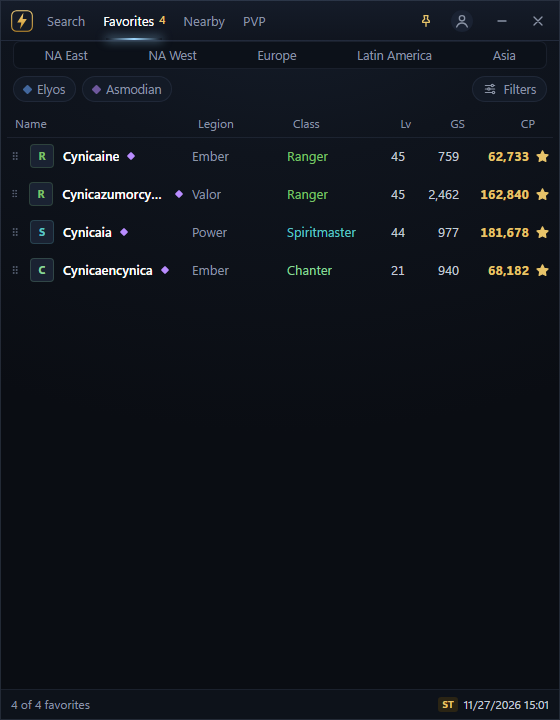 Search Favorites 4 Nearby PVP
NA East NA West Europe Latin America Asia
Elyos Asmodian Filters
Name Legion Class Lv GS CP
R Cynicaine Ember Ranger 45 759 62,733
R Cynicazumorcy... Valor Ranger 45 2,462 162,840
S Cynicaia Power Spiritmaster 44 977 181,678
C Cynicaencynica Ember Chanter 21 940 68,182
4 of 4 favorites ST 11/27/2026 15:01